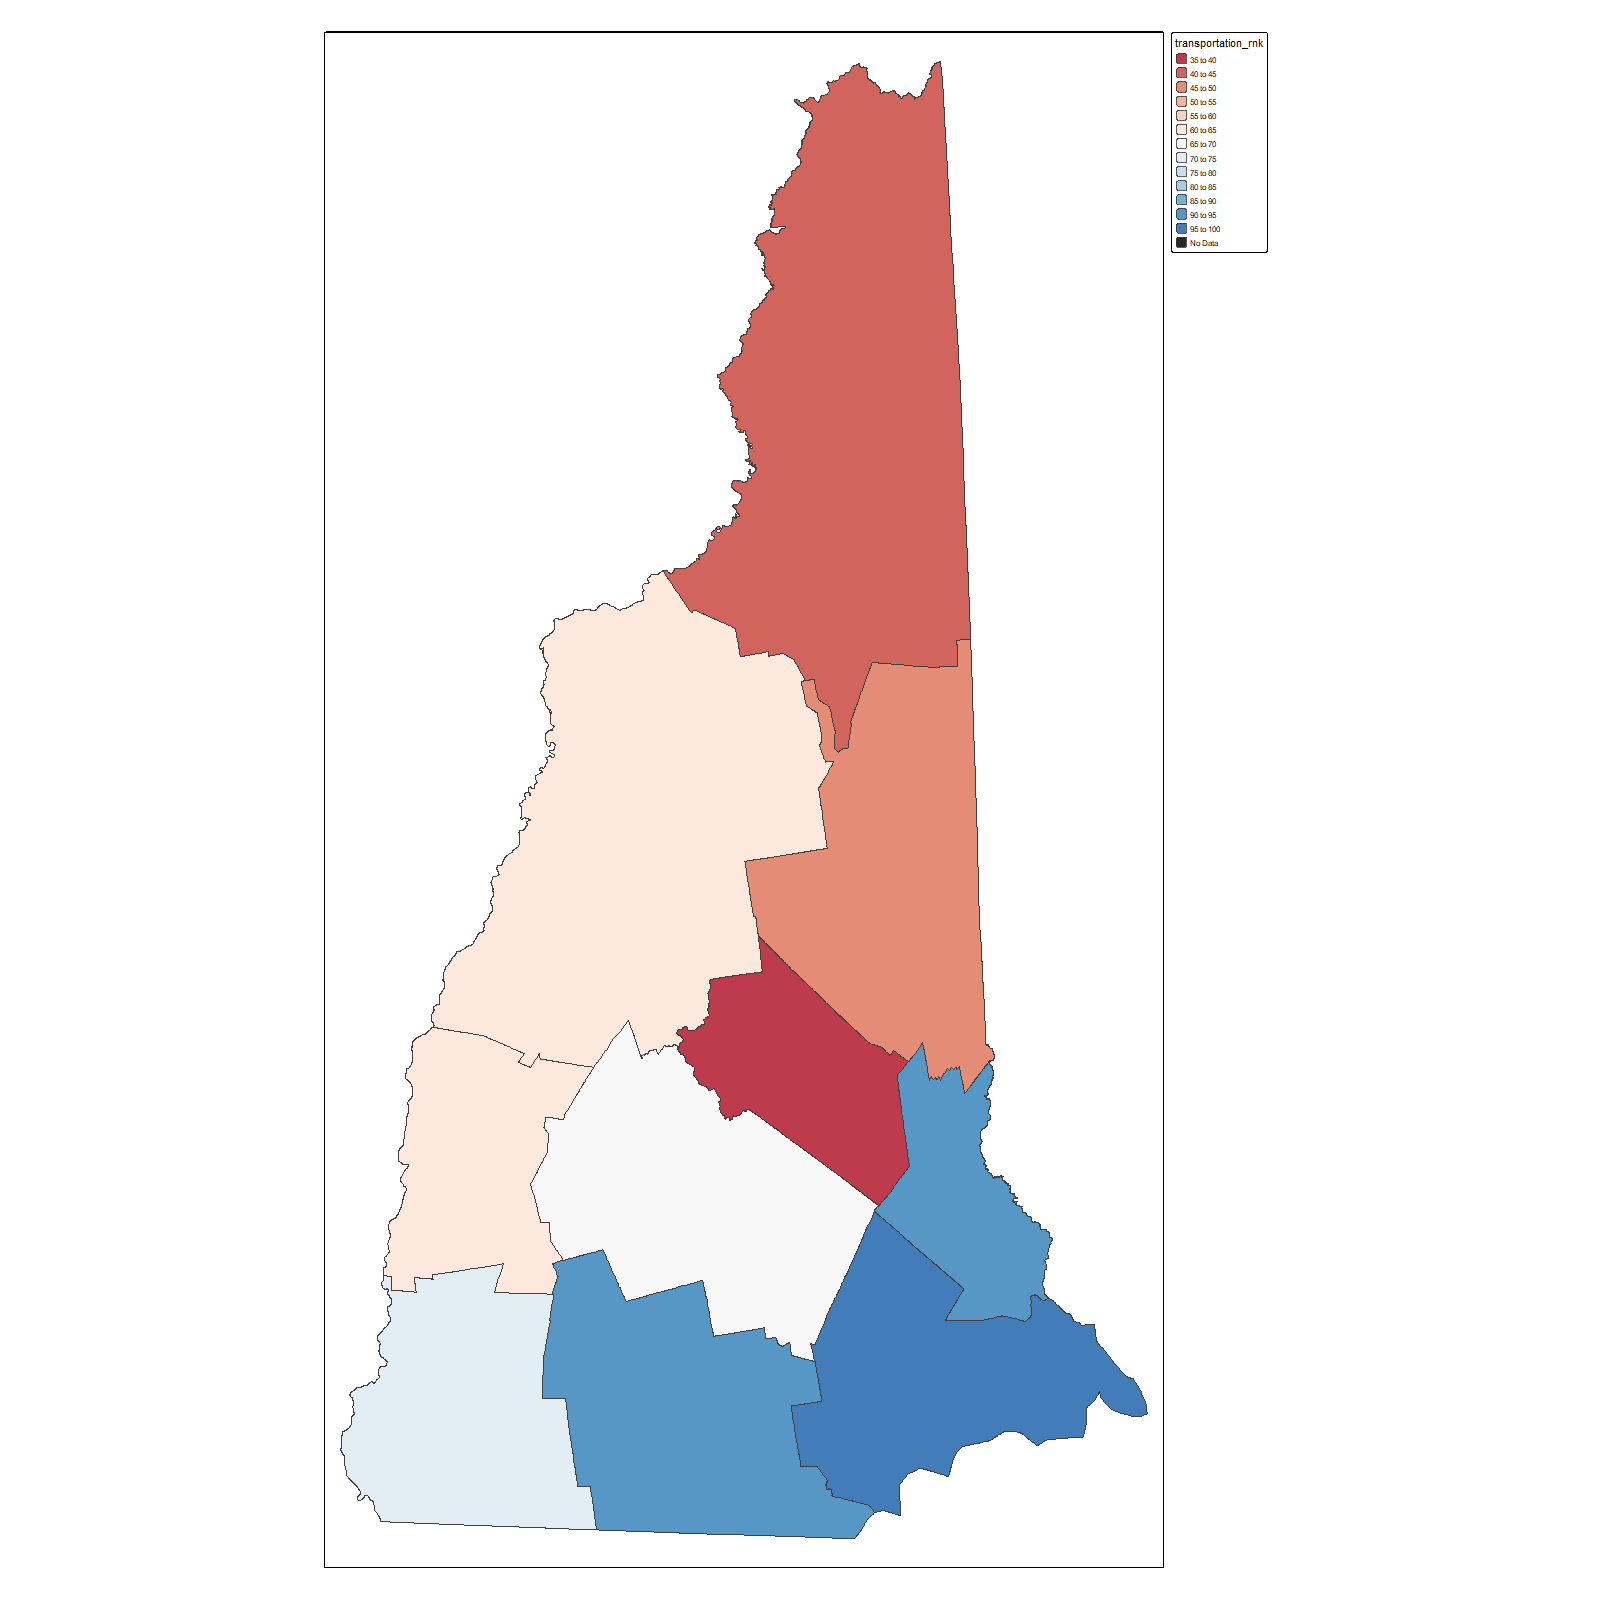 transportation_rnk
35 to 40
40 to 45
45 to 50
50 to 55
55 to 60
60 to 65
65 to 70
70 to 75
75 to 80
80 to 85
85 to 90
90 to 95
95 to 100
No Data